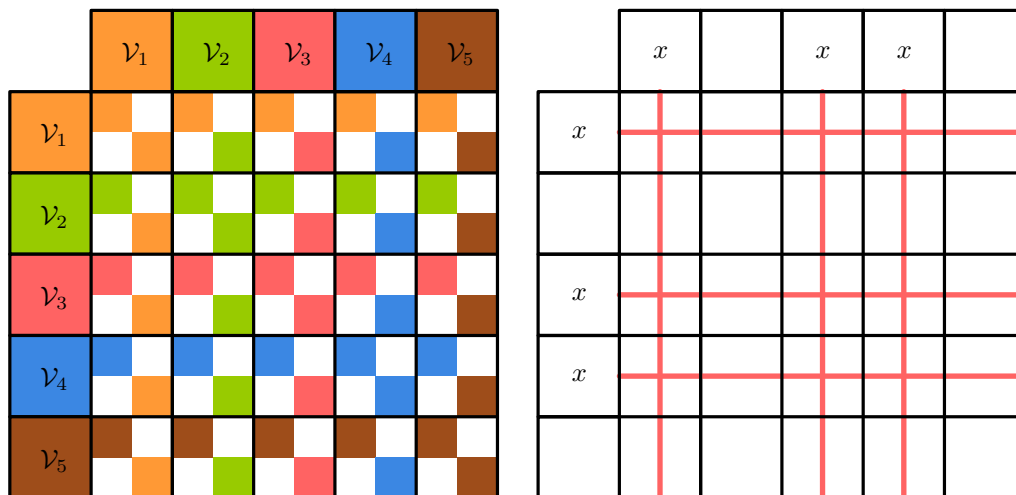 𝒱₁ 𝒱₂ 𝒱₃ 𝒱₄ 𝒱₅
𝒱₁
𝒱₂
𝒱₃
𝒱₄
𝒱₅
x x x
x
x
x